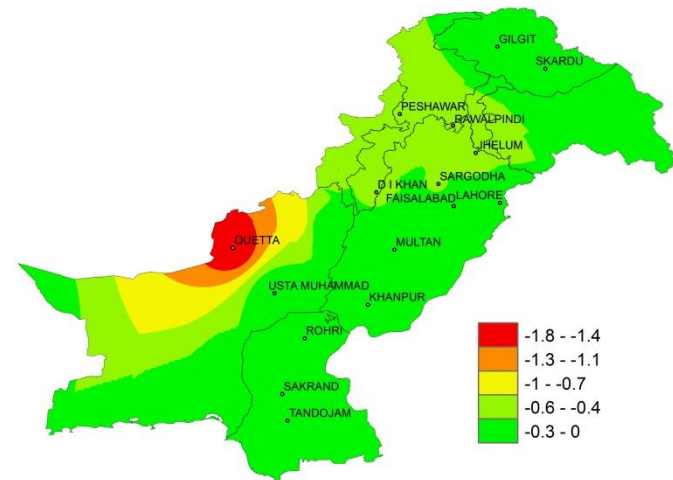 GILGIT
SKARDU
PESHAWAR
RAWALPINDI
JHELUM
SARGODHA
D I KHAN
FAISALABAD
LAHORE
QUETTA
MULTAN
USTA MUHAMMAD
KHANPUR
ROHRI
SAKRAND
TANDOJAM
-1.8 - -1.4
-1.3 - -1.1
-1 - -0.7
-0.6 - -0.4
-0.3 - 0